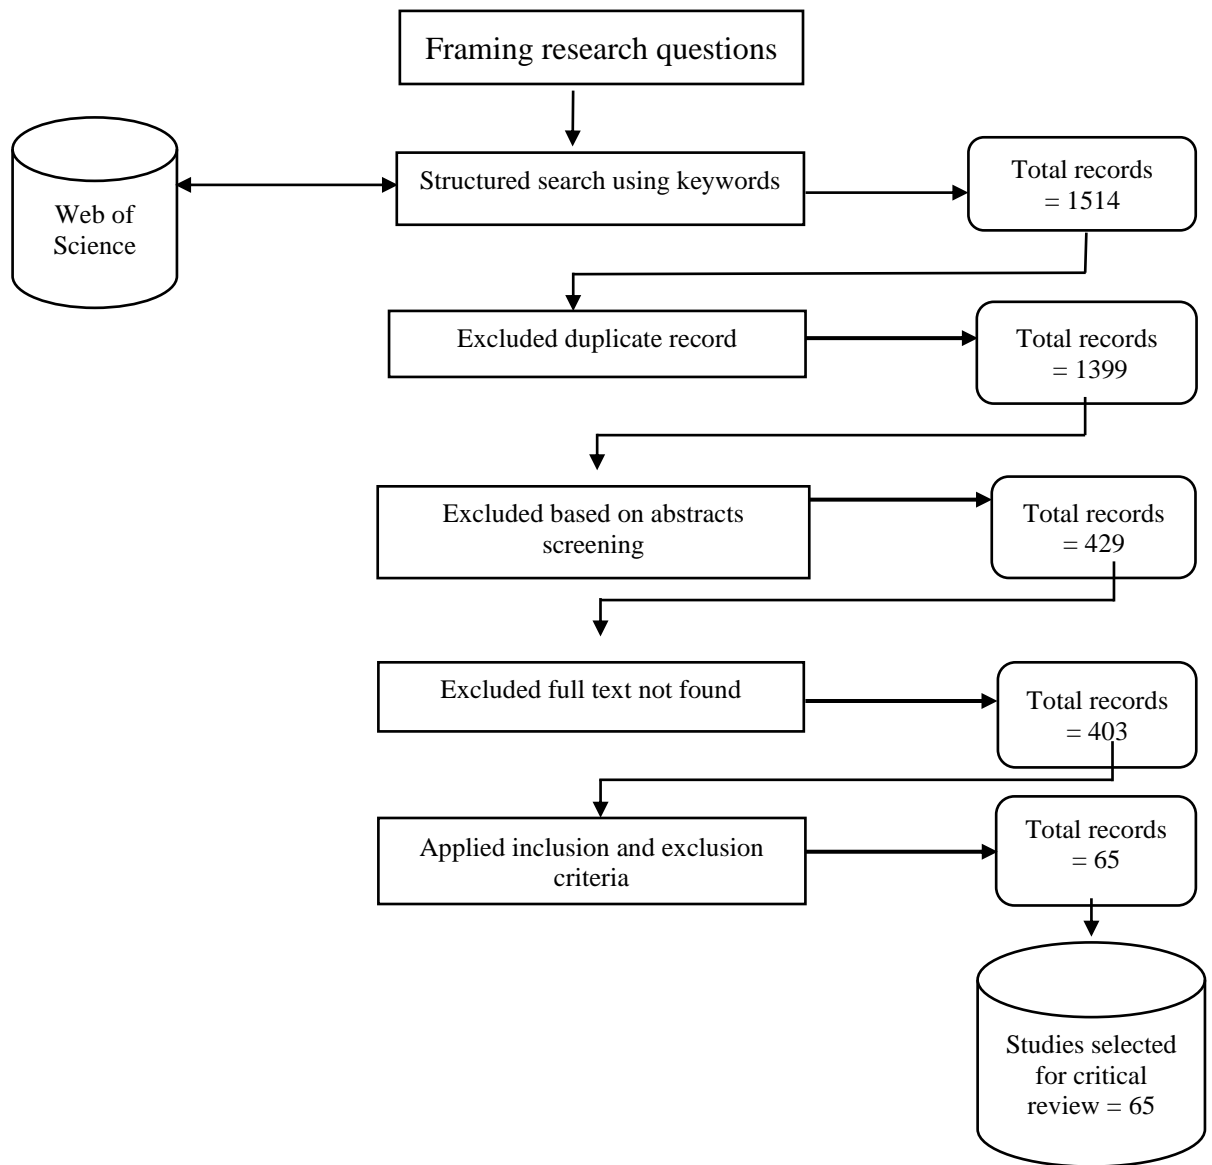 Framing research questions
Structured search using keywords
Total records
= 1514
Web of
Science
Excluded duplicate record
Total records
= 1399
Excluded based on abstracts
screening
Total records
= 429
Excluded full text not found
Total records
= 403
Applied inclusion and exclusion
criteria
Total records
= 65
Studies selected
for critical
review = 65